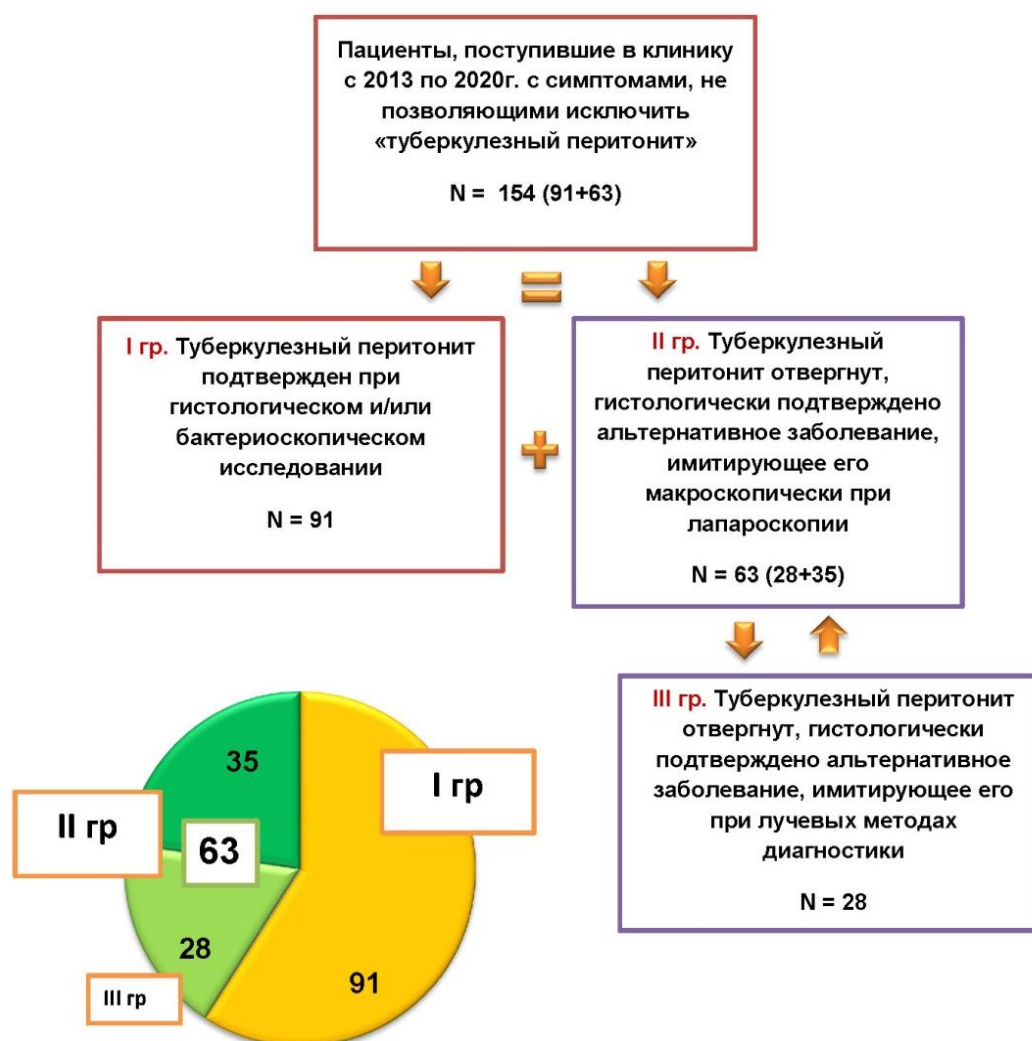 Пациенты, поступившие в клинику
с 2013 по 2020г. с симптомами, не
позволяющими исключить
«туберкулезный перитонит»
N = 154 (91+63)
I гр. Туберкулезный перитонит
подтвержден при
гистологическом и/или
бактериоскопическом
исследовании
N = 91
II гр. Туберкулезный
перитонит отвергнут,
гистологически подтверждено
альтернативное заболевание,
имитирующее его
макроскопически при
лапароскопии
N = 63 (28+35)
III гр. Туберкулезный перитонит
отвергнут, гистологически
подтверждено альтернативное
заболевание, имитирующее его
при лучевых методах
диагностики
N = 28
35
I гр
II гр
63
28
91
III гр